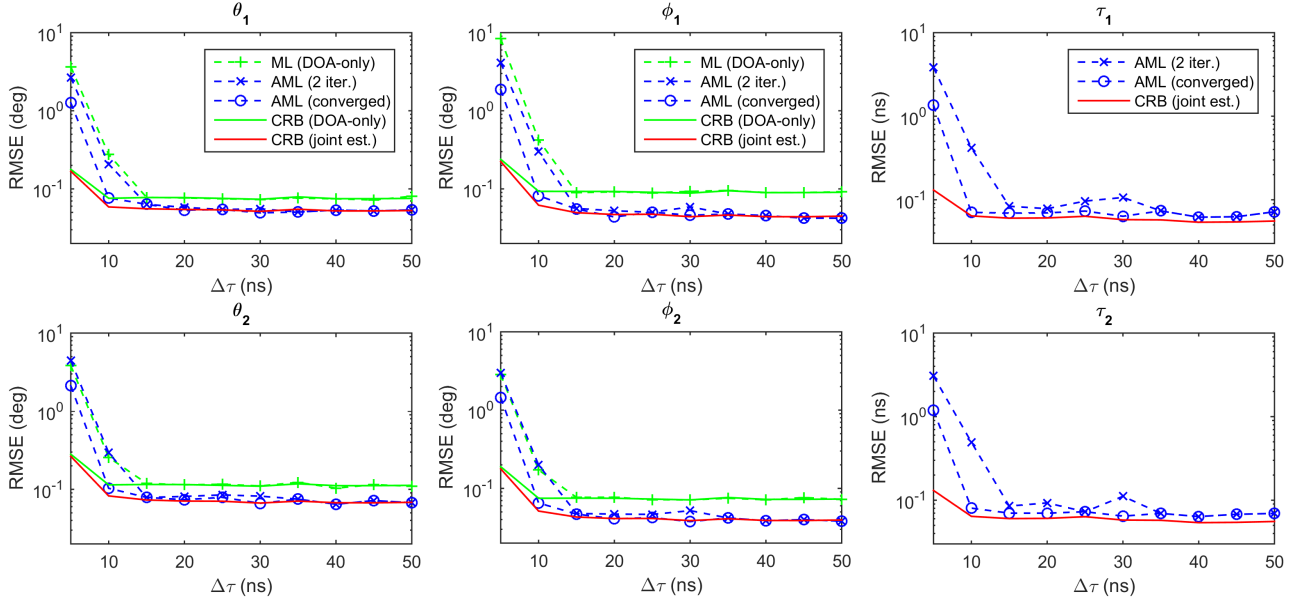 θ1
RMSE (deg)
10^1
10^0
10^-1
ML (DOA-only)
AML (2 iter.)
AML (converged)
CRB (DOA-only)
CRB (joint est.)
10 20 30 40 50
Δτ (ns)
ϕ1
RMSE (deg)
10^1
10^0
10^-1
ML (DOA-only)
AML (2 iter.)
AML (converged)
CRB (DOA-only)
CRB (joint est.)
10 20 30 40 50
Δτ (ns)
τ1
RMSE (ns)
10^1
10^0
10^-1
AML (2 iter.)
AML (converged)
CRB (joint est.)
10 20 30 40 50
Δτ (ns)
θ2
RMSE (deg)
10^1
10^0
10^-1
10 20 30 40 50
Δτ (ns)
ϕ2
RMSE (deg)
10^1
10^0
10^-1
10 20 30 40 50
Δτ (ns)
τ2
RMSE (ns)
10^1
10^0
10^-1
10 20 30 40 50
Δτ (ns)